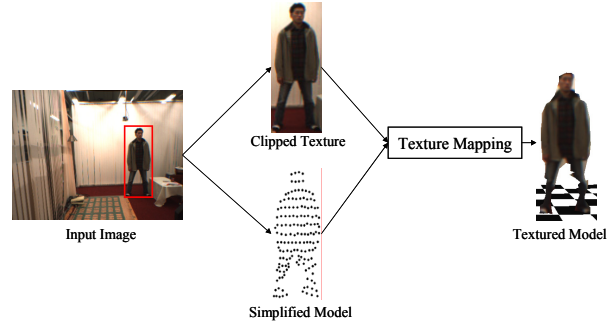 Clipped Texture
Texture Mapping
Input Image
Textured Model
Simplified Model